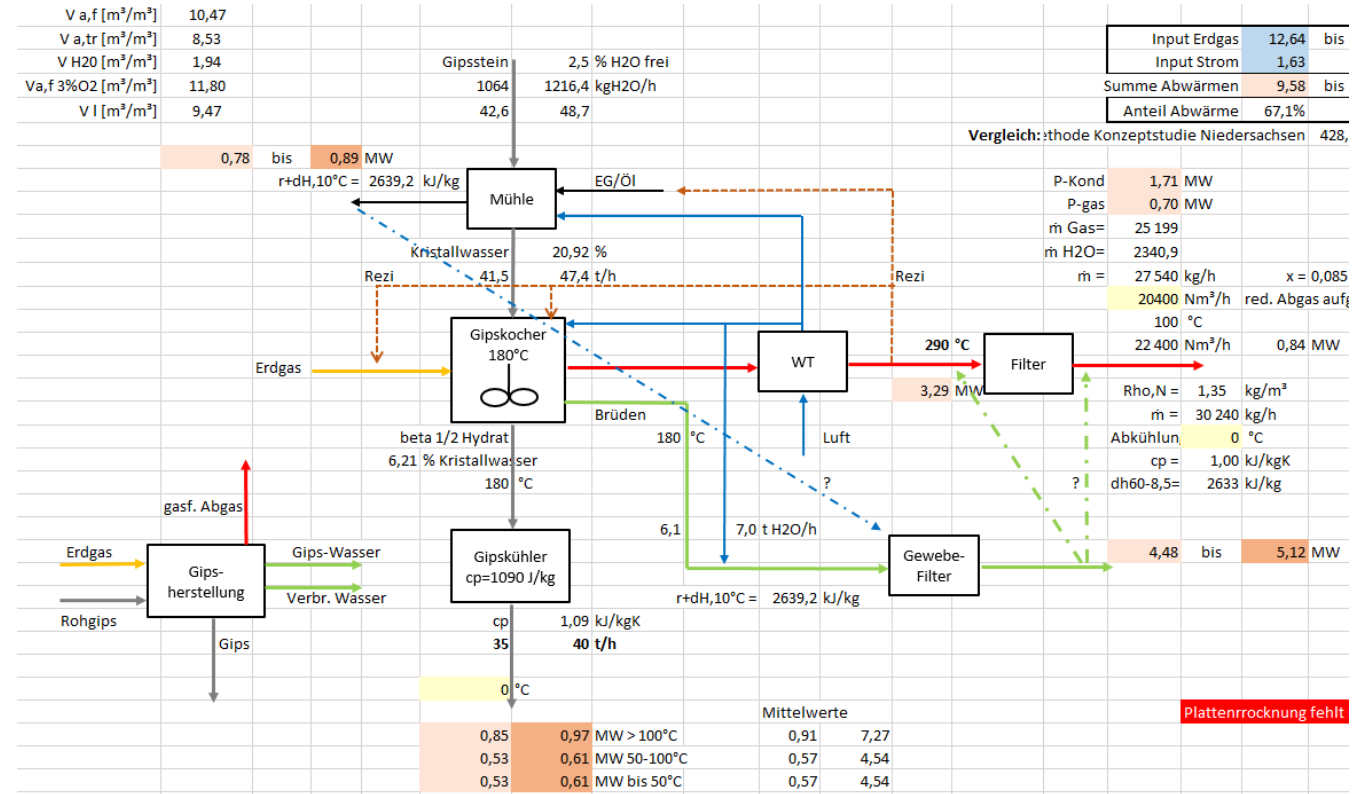 V a,f [m³/m³] 10,47
V a,tr [m³/m³] 8,53
Input Erdgas 12,64 bis
V H20 [m³/m³] 1,94 Gipsstein 2,5 % H2O frei Input Strom 1,63
Va,f 3%O2 [m³/m³] 11,80 1064 1216,4 kgH2O/h Summe Abwärmen 9,58 bis
V l [m³/m³] 9,47 42,6 48,7 Anteil Abwärme 67,1%
Vergleich: ethode Konzeptstudie Niedersachsen 428,
0,78 bis 0,89 MW
r+dH,10°C = 2639,2 kJ/kg EG/Öl P-Kond 1,71 MW
Mühle P-gas 0,70 MW
ṁ Gas= 25 199
Kristallwasser 20,92 % ṁ H2O= 2340,9
Rezi 41,5 47,4 t/h Rezi ṁ = 27 540 kg/h x = 0,085
20400 Nm³/h red. Abgas aufg
Gipskocher 100 °C
180°C 290 °C 22 400 Nm³/h 0,84 MW
Erdgas WT Filter
3,29 MW Rho,N = 1,35 kg/m³
Brüden ṁ = 30 240 kg/h
beta 1/2 Hydrat 180 °C Luft Abkühlun 0 °C
6,21 % Kristallwasser cp = 1,00 kJ/kgK
180 °C ? ? dh60-8,5= 2633 kJ/kg
gasf. Abgas
6,1 7,0 t H2O/h
Erdgas Gips-Wasser Gipskühler Gewebe- 4,48 bis 5,12 MW
Gips- cp=1090 J/kg Filter
herstellung
Verbr. Wasser r+dH,10°C = 2639,2 kJ/kg
Rohgips cp 1,09 kJ/kgK
Gips 35 40 t/h
0 °C
Mittelwerte Plattenrrocknung fehlt
0,85 0,97 MW > 100°C 0,91 7,27
0,53 0,61 MW 50-100°C 0,57 4,54
0,53 0,61 MW bis 50°C 0,57 4,54